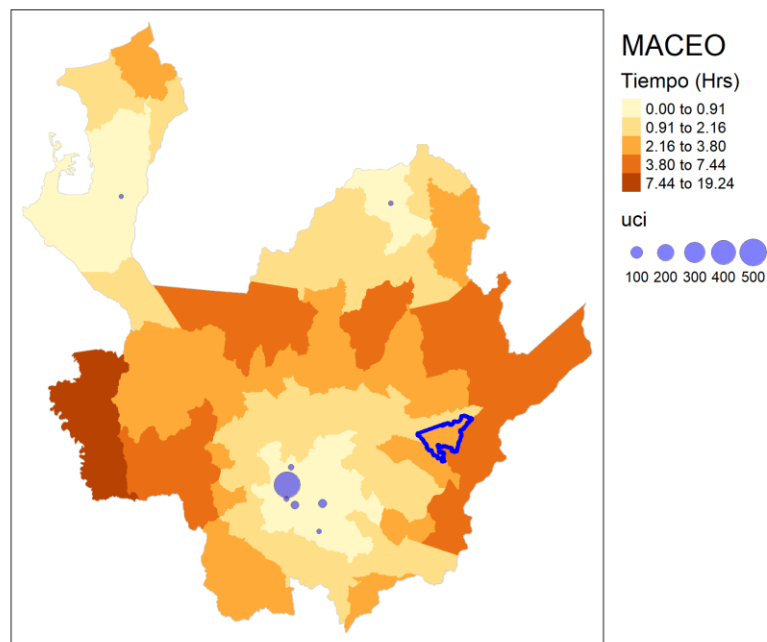 MACEO
Tiempo (Hrs)
0.00 to 0.91
0.91 to 2.16
2.16 to 3.80
3.80 to 7.44
7.44 to 19.24
uci
100 200 300 400 500